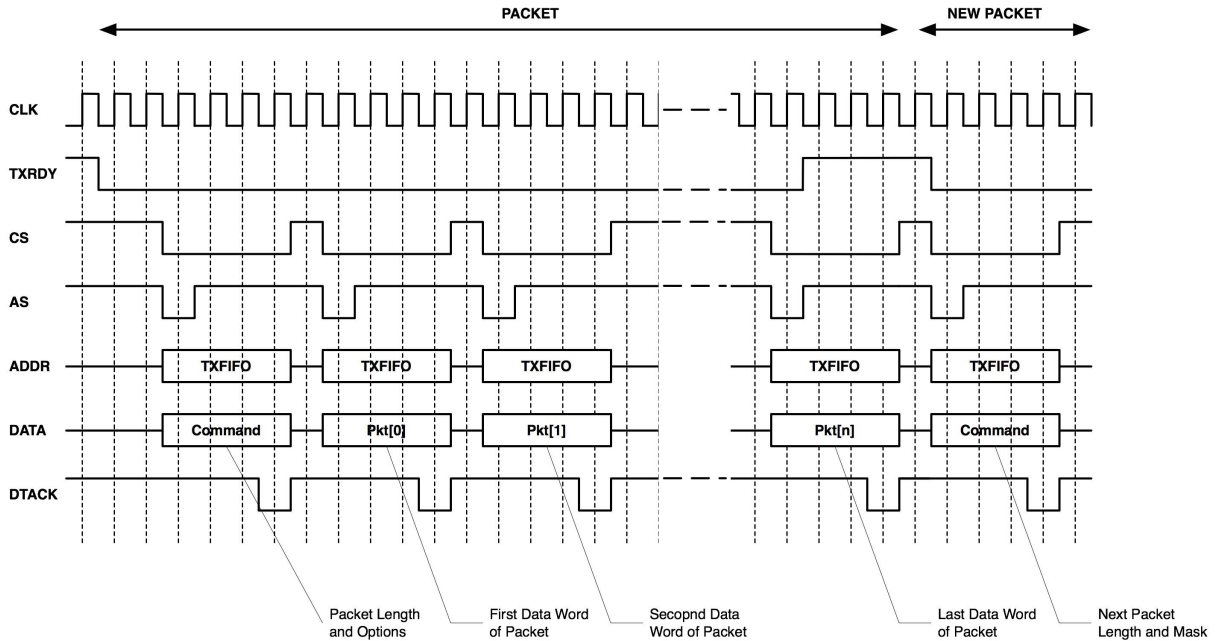 PACKET
NEW PACKET
CLK
TXRDY
CS
AS
ADDR
TXFIFO
TXFIFO
TXFIFO
TXFIFO
TXFIFO
DATA
Command
Pkt[0]
Pkt[1]
Pkt[n]
Command
DTACK
Packet Length
and Options
First Data Word
of Packet
Secopnd Data
Word of Packet
Last Data Word
of Packet
Next Packet
Length and Mask